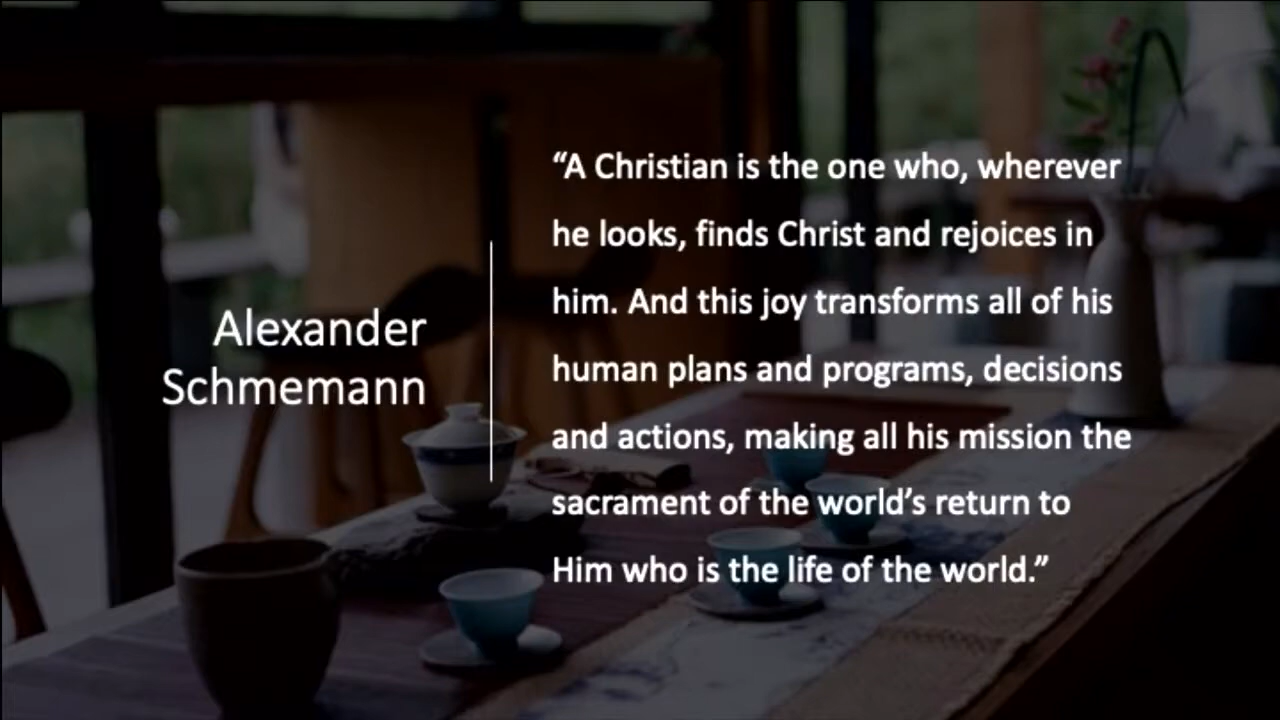 Alexander
Schmemann
“A Christian is the one who, wherever
he looks, finds Christ and rejoices in
him. And this joy transforms all of his
human plans and programs, decisions
and actions, making all his mission the
sacrament of the world’s return to
Him who is the life of the world.”